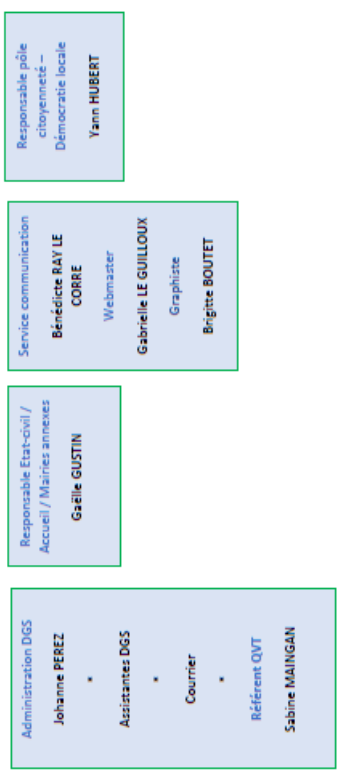 Administration DGS
Johanne PEREZ
*
Assistantes DGS
*
Courrier
*
Référent QVT
Sabine MAINGAN
Responsable Etat-civil /
Accueil / Mairies annexes
Gaëlle GUSTIN
Service communication
Bénédicte RAY LE
CORRE
Webmaster
Gabrielle LE GUILLOUX
Graphiste
Brigitte BOUTET
Responsable pôle
citoyenneté –
Démocratie locale
Yann HUBERT